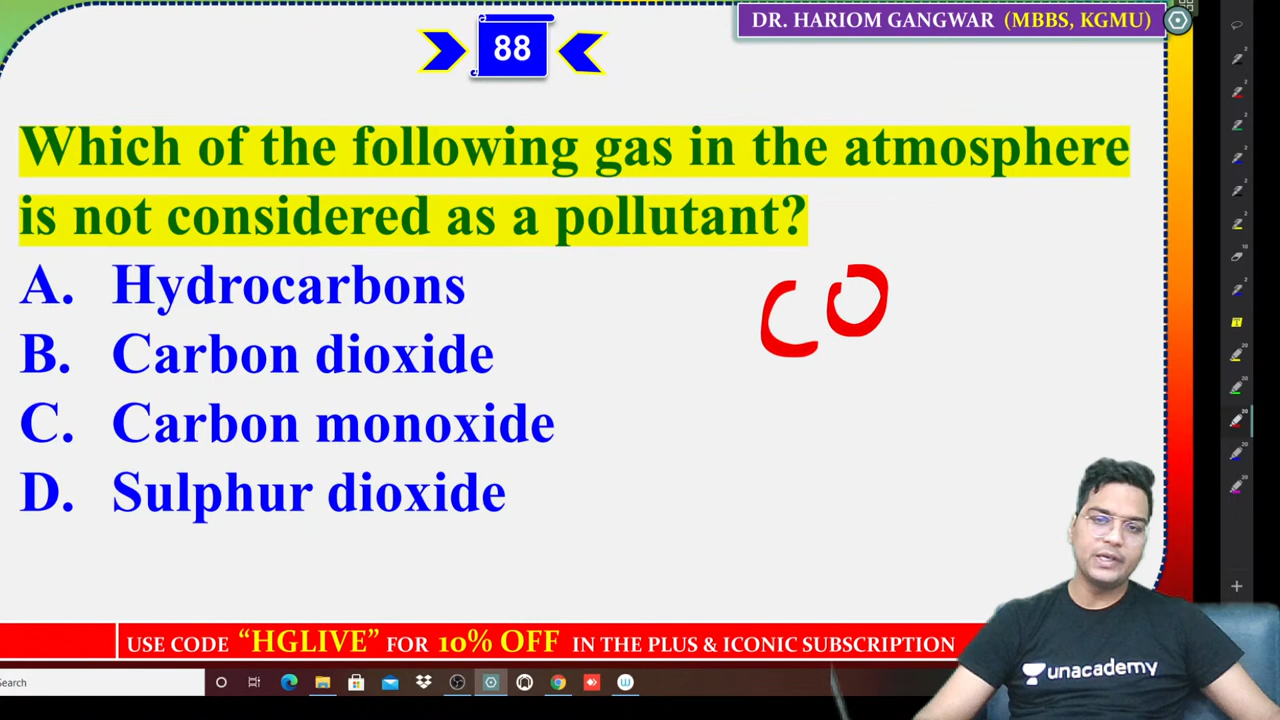 DR. HARIOM GANGWAR (MBBS, KGMU)
88
Which of the following gas in the atmosphere
is not considered as a pollutant?
A. Hydrocarbons
B. Carbon dioxide
C. Carbon monoxide
D. Sulphur dioxide
CO
USE CODE “HGLIVE” FOR 10% OFF IN THE PLUS & ICONIC SUBSCRIPTION
unacademy
Search